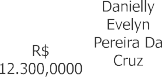 Danielly
Evelyn
Pereira Da
Cruz
R$
12.300,0000